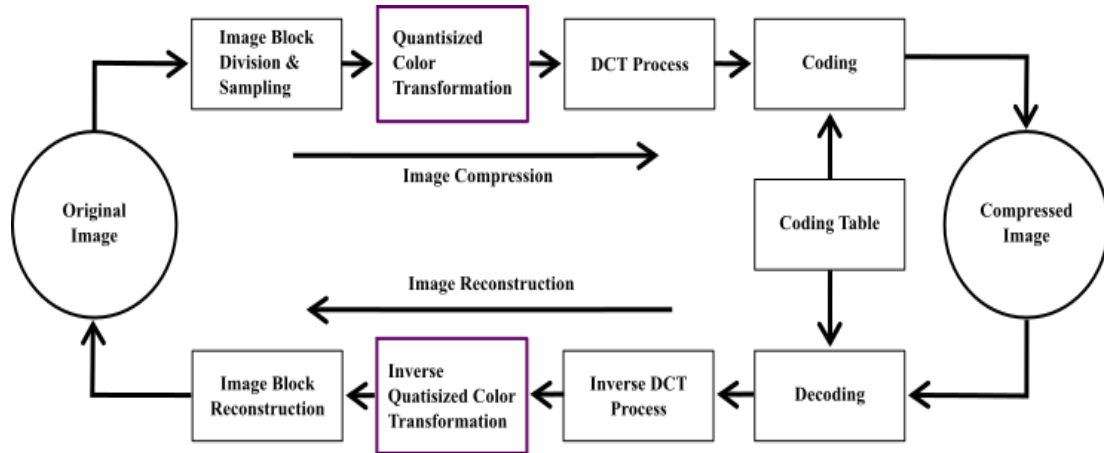 Image Block
Division &
Sampling
Quantisized
Color
Transformation
DCT Process
Coding
Image Compression
Original
Image
Coding Table
Compressed
Image
Image Reconstruction
Image Block
Reconstruction
Inverse
Quatisized Color
Transformation
Inverse DCT
Process
Decoding